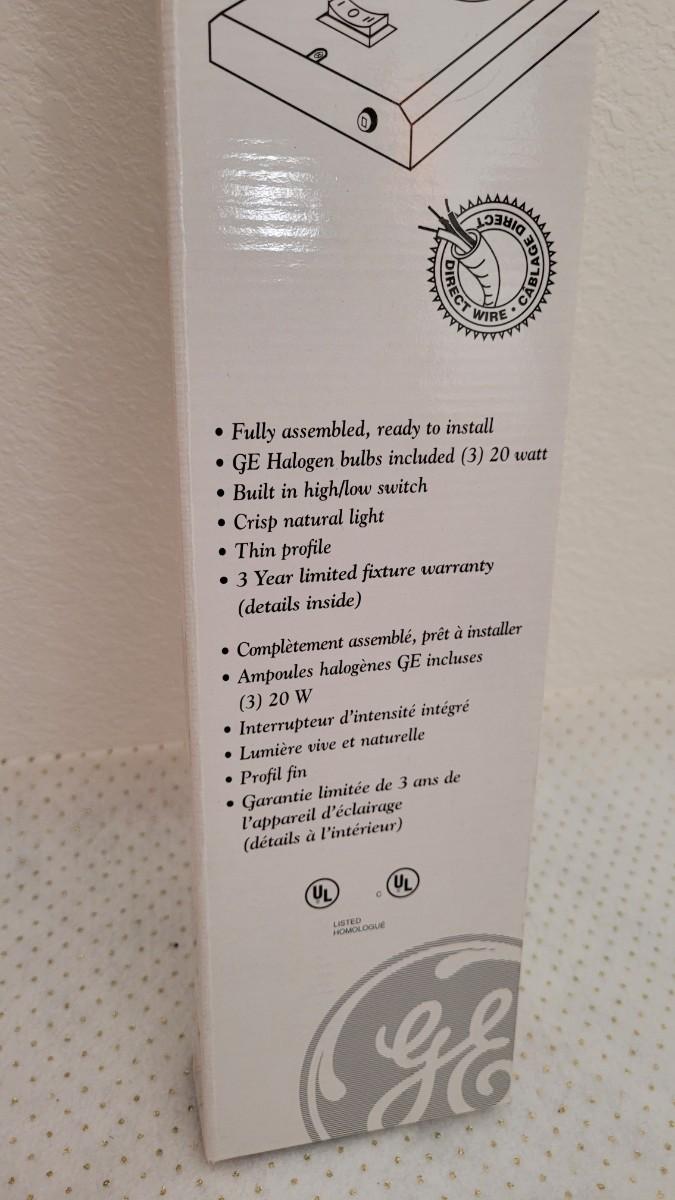 I O II
DIRECT WIRE • CÂBLAGE DIRECT
• Fully assembled, ready to install
• GE Halogen bulbs included (3) 20 watt
• Built in high/low switch
• Crisp natural light
• Thin profile
• 3 Year limited fixture warranty
(details inside)
• Complètement assemblé, prêt à installer
• Ampoules halogènes GE incluses
(3) 20 W
• Interrupteur d'intensité intégré
• Lumière vive et naturelle
• Profil fin
• Garantie limitée de 3 ans de
l'appareil d'éclairage
(détails à l'intérieur)
UL C UL
LISTED
HOMOLOGUÉ
GE